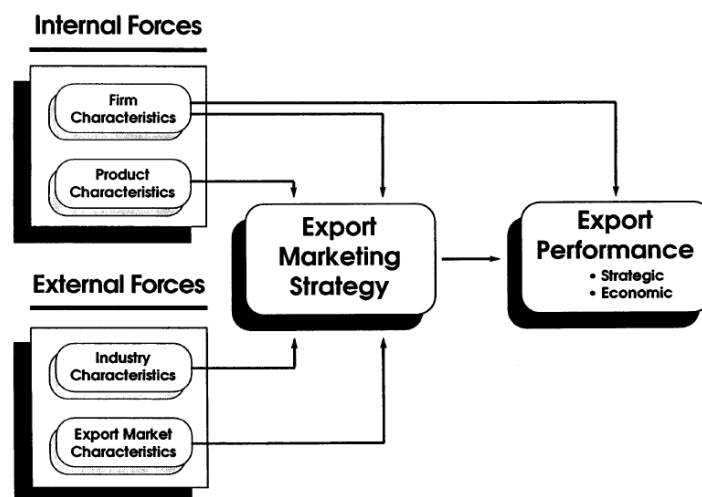 Internal Forces
Firm
Characteristics
Product
Characteristics
Export
Marketing
Strategy
Export
Performance
• Strategic
• Economic
External Forces
Industry
Characteristics
Export Market
Characteristics